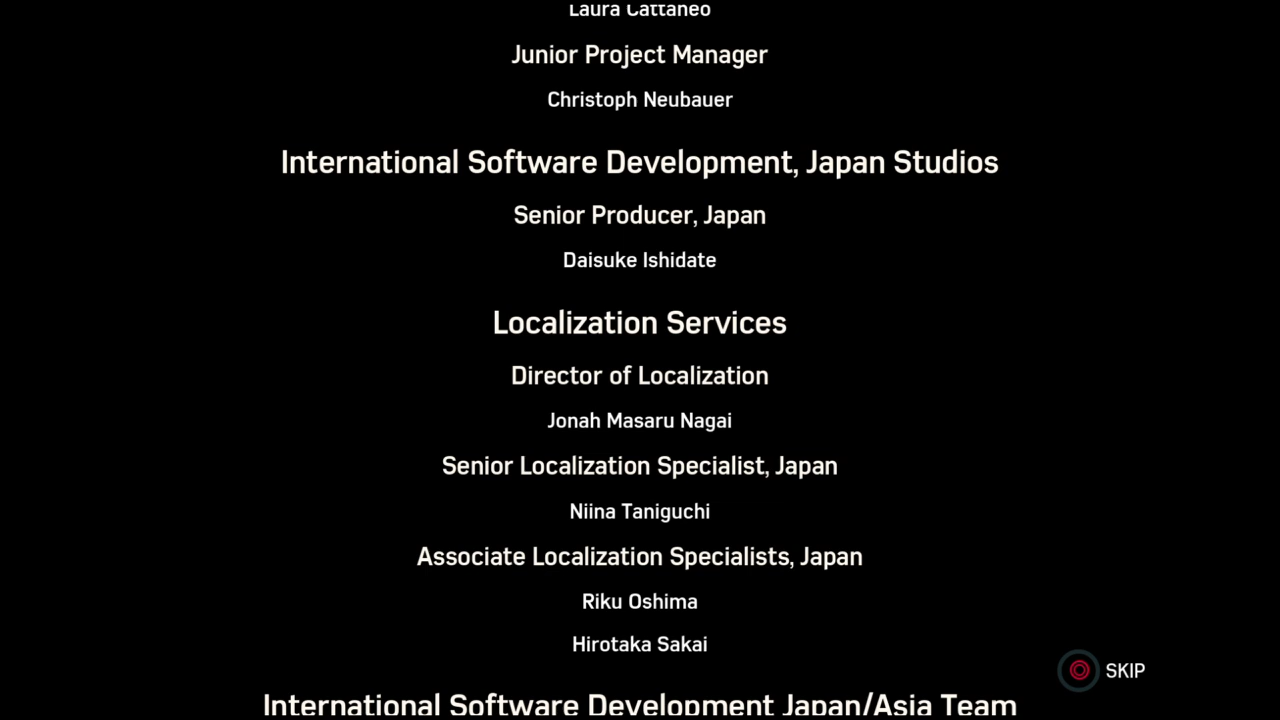 Laura Cattaneo
Junior Project Manager
Christoph Neubauer
International Software Development, Japan Studios
Senior Producer, Japan
Daisuke Ishidate
Localization Services
Director of Localization
Jonah Masaru Nagai
Senior Localization Specialist, Japan
Niina Taniguchi
Associate Localization Specialists, Japan
Riku Oshima
Hirotaka Sakai
SKIP
International Software Development Japan/Asia Team